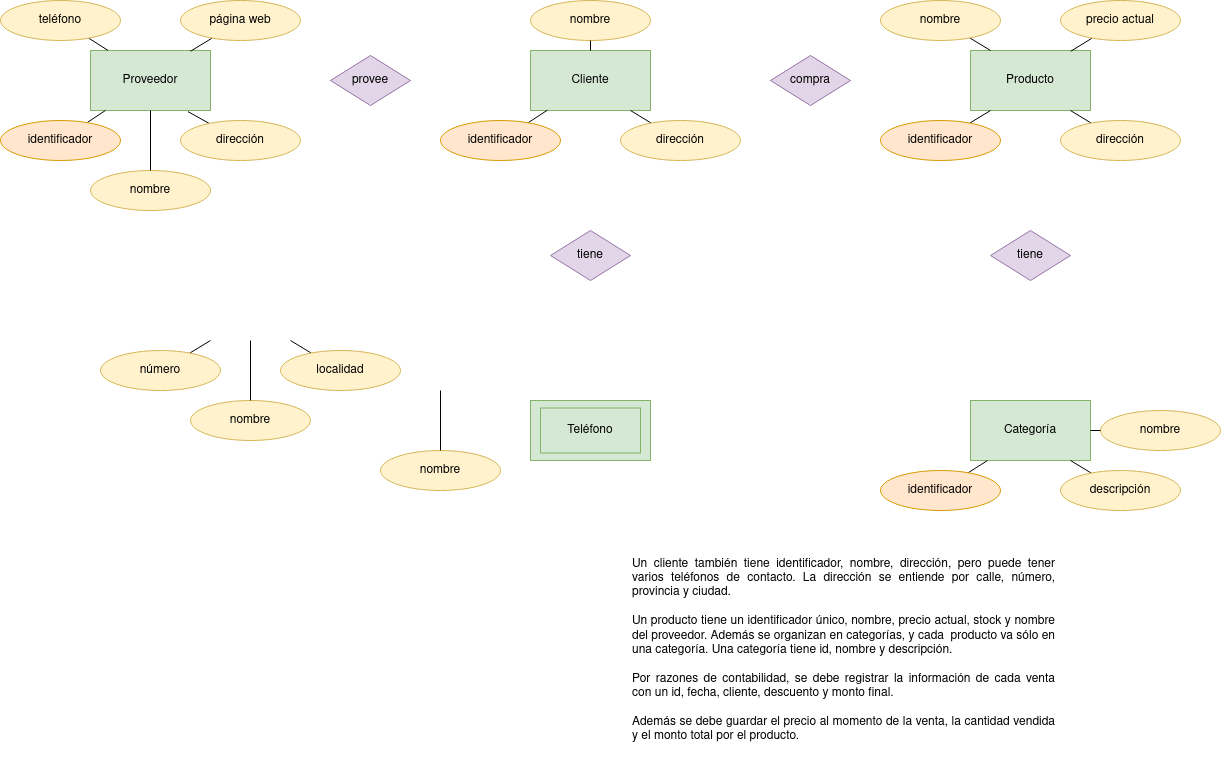 teléfono
página web
nombre
nombre
precio actual
Proveedor
provee
Cliente
compra
Producto
identificador
dirección
identificador
dirección
identificador
dirección
nombre
tiene
tiene
número
localidad
nombre
Teléfono
Categoría
nombre
nombre
identificador
descripción
Un cliente también tiene identificador, nombre, dirección, pero puede tener
varios teléfonos de contacto. La dirección se entiende por calle, número,
provincia y ciudad.
Un producto tiene un identificador único, nombre, precio actual, stock y nombre
del proveedor. Además se organizan en categorías, y cada producto va sólo en
una categoría. Una categoría tiene id, nombre y descripción.
Por razones de contabilidad, se debe registrar la información de cada venta
con un id, fecha, cliente, descuento y monto final.
Además se debe guardar el precio al momento de la venta, la cantidad vendida
y el monto total por el producto.